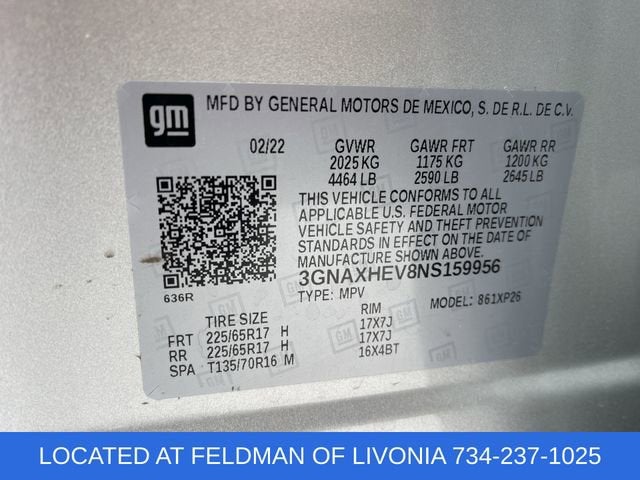 gm MFD BY GENERAL MOTORS DE MEXICO, S. DE R.L. DE C.V.
02/22 GVWR GAWR FRT GAWR RR
2025 KG 1175 KG 1200 KG
4464 LB 2590 LB 2645 LB
THIS VEHICLE CONFORMS TO ALL
APPLICABLE U.S. FEDERAL MOTOR
VEHICLE SAFETY AND THEFT PREVENTION
STANDARDS IN EFFECT ON THE DATE OF
MANUFACTURE SHOWN ABOVE.
3GNAXHEV8NS159956
636R TYPE: MPV MODEL: 861XP26
TIRE SIZE RIM
FRT 225/65R17 H 17X7J
RR 225/65R17 H 17X7J
SPA T135/70R16 M 16X4BT
LOCATED AT FELDMAN OF LIVONIA 734-237-1025